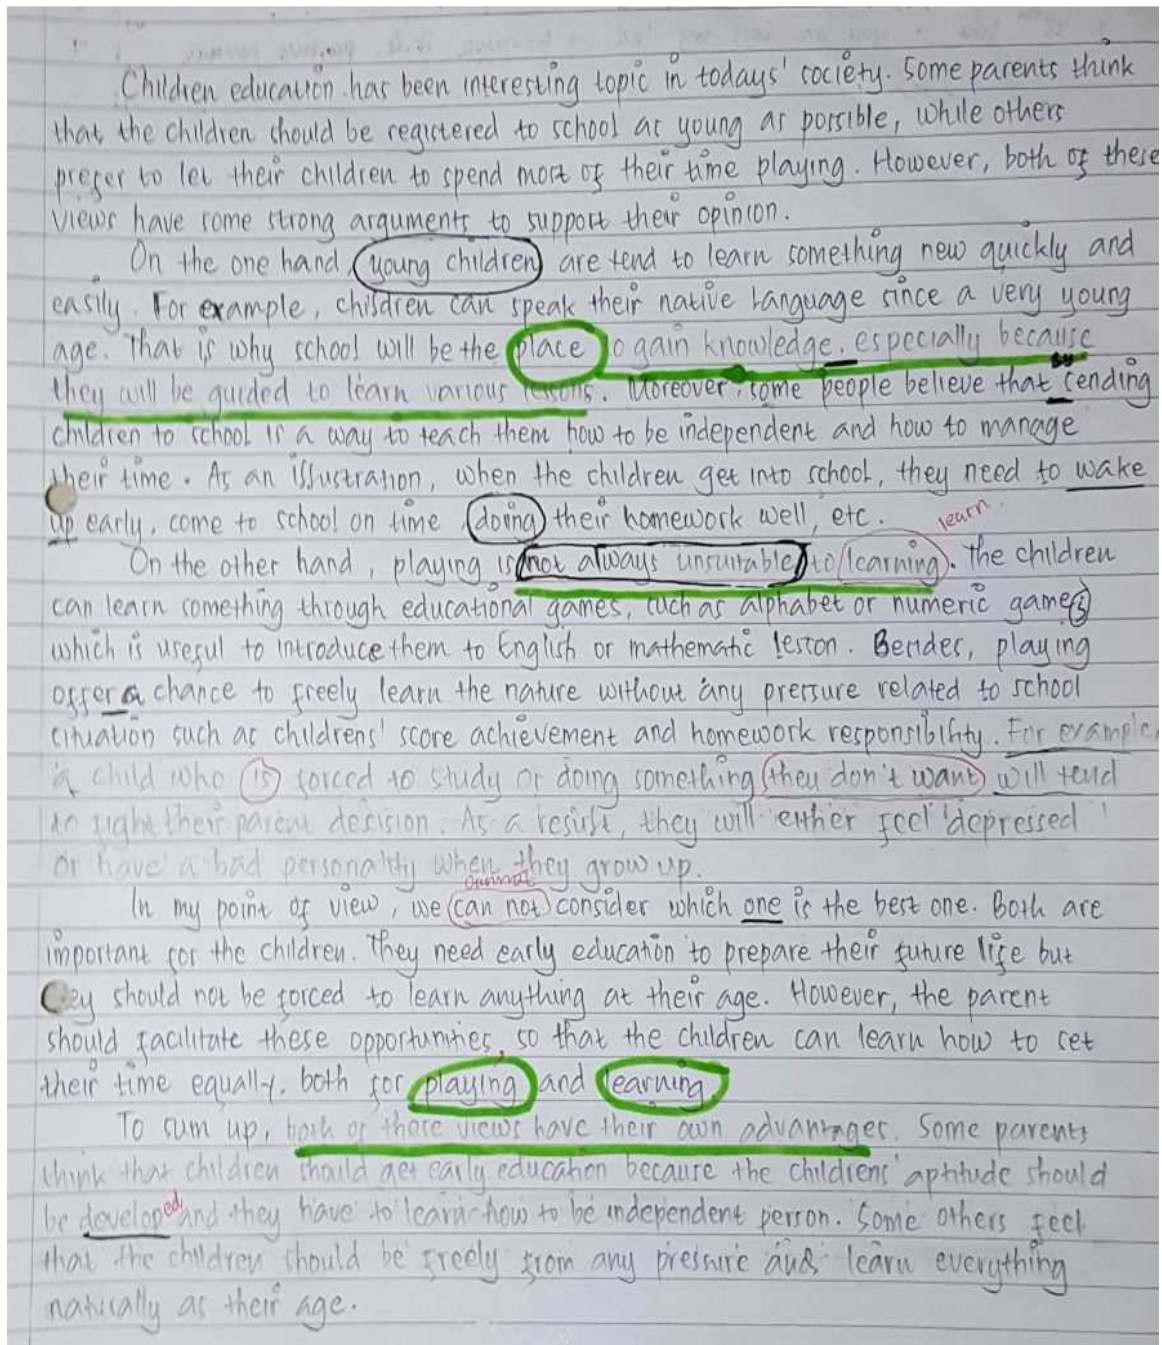 Children education has been interesting topic in todays' society. Some parents think
that the children should be registered to school as young as possible, while others
prefer to let their children to spend most of their time playing. However, both of these
views have some strong arguments to support their opinion.
On the one hand, young children are tend to learn something new quickly and
easily. For example, children can speak their native language since a very young
age. That is why school will be the place to gain knowledge, especially because
they will be guided to learn various lessons. Moreover, some people believe that sending
children to school is a way to teach them how to be independent and how to manage
their time. As an illustration, when the children get into school, they need to wake
up early, come to school on time, doing their homework well, etc.
learn
On the other hand, playing is not always unsuitable to learning. The children
can learn something through educational games, such as alphabet or numeric games
which is useful to introduce them to English or mathematic lesson. Besides, playing
offer a chance to freely learn the nature without any pressure related to school
situation such as childrens' score achievement and homework responsibility. For example,
a child who is forced to study or doing something they don't want will tend
to fight their parent decision. As a result, they will either feel depressed
or have a bad personality when they grow up.
cannot
In my point of view, we can not consider which one is the best one. Both are
important for the children. They need early education to prepare their future life but
ey should not be forced to learn anything at their age. However, the parent
should facilitate these opportunities, so that the children can learn how to set
their time equally, both for playing and learning.
To sum up, both of those views have their own advantages. Some parents
think that children should get early education because the childrens' aptitude should
be developed and they have to learn how to be independent person. Some others feel
that the children should be freely from any pressure and learn everything
naturally as their age.